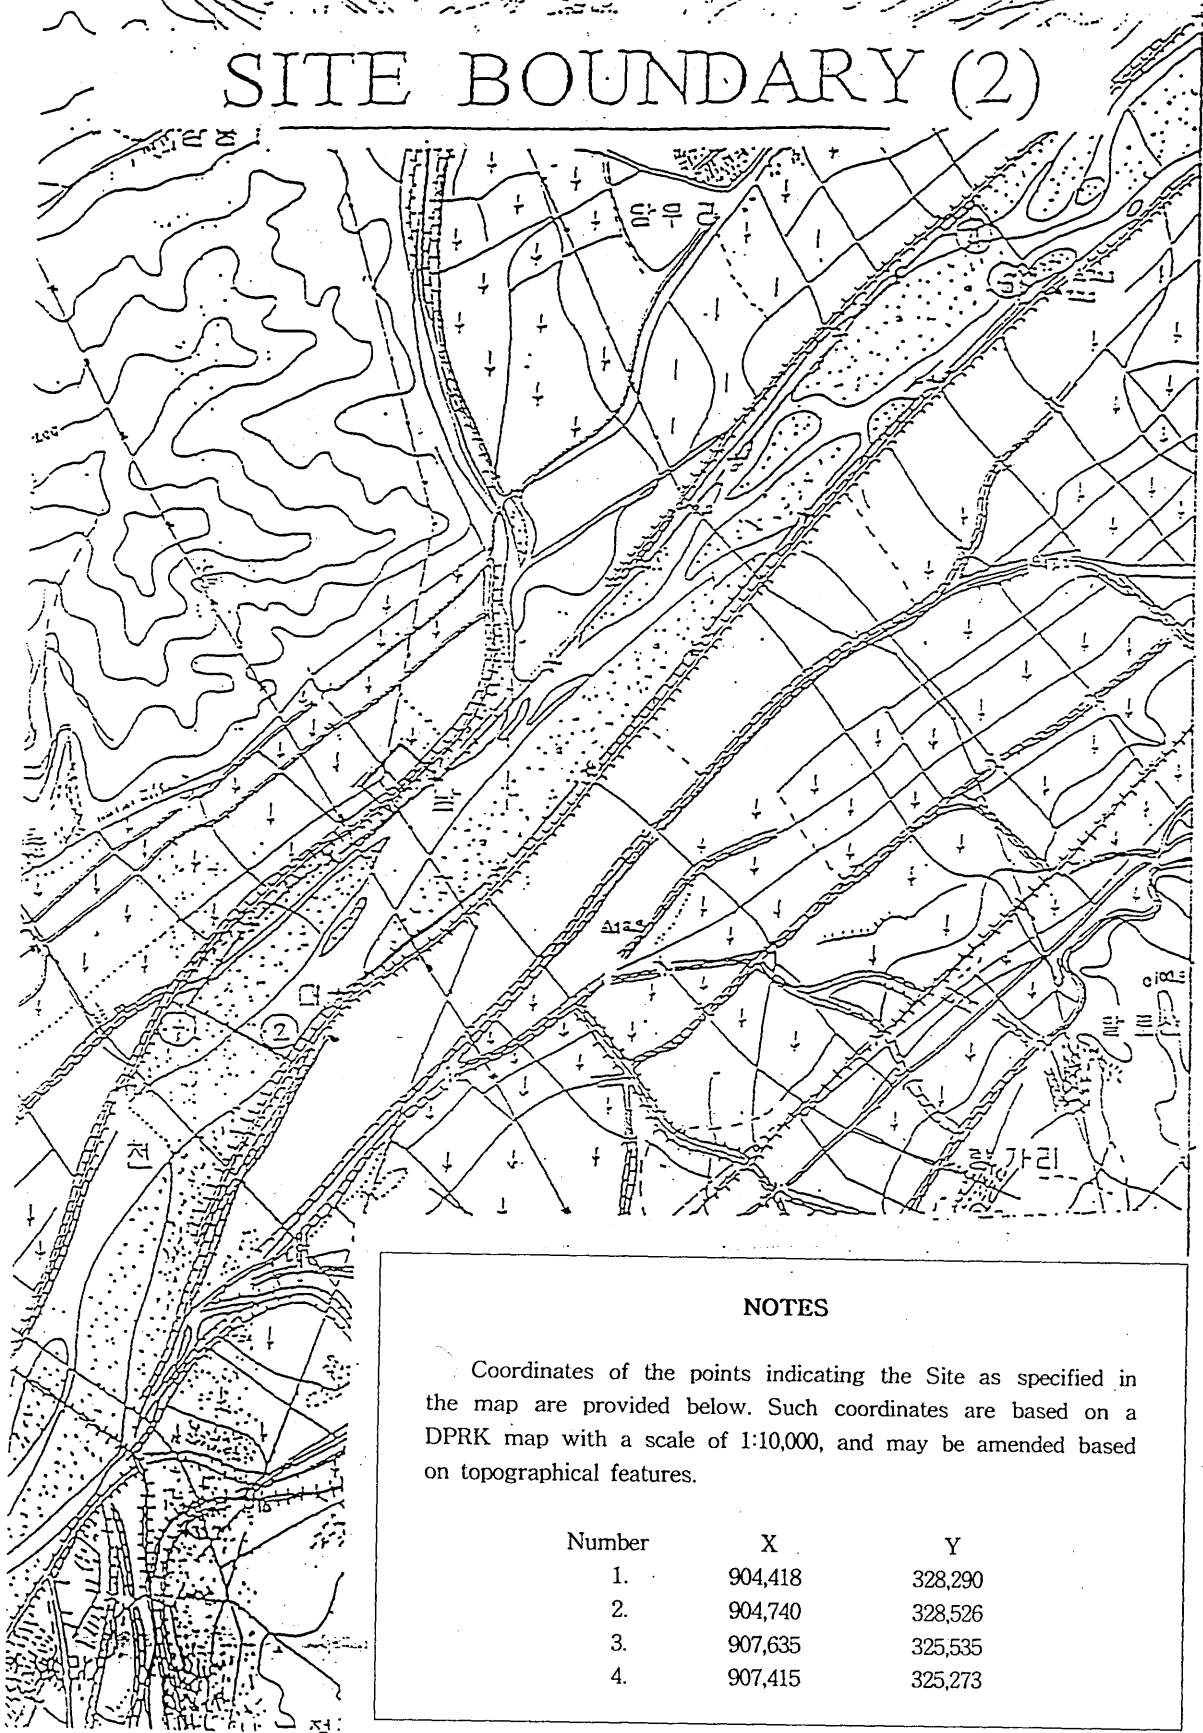 SITE BOUNDARY (2)
2
천
리
NOTES
Coordinates of the points indicating the Site as specified in
the map are provided below. Such coordinates are based on a
DPRK map with a scale of 1:10,000, and may be amended based
on topographical features.
Number X Y
1. 904,418 328,290
2. 904,740 328,526
3. 907,635 325,535
4. 907,415 325,273